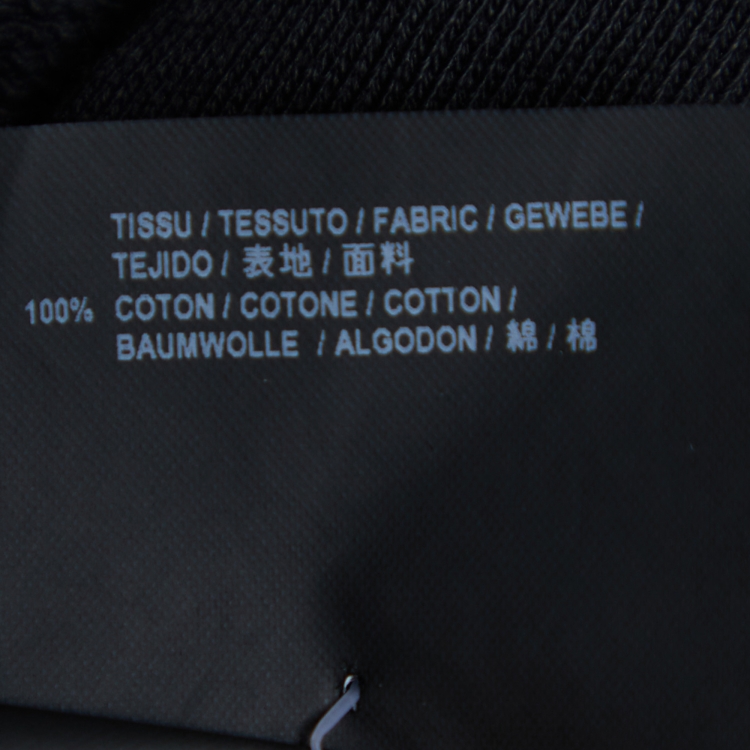 TISSU / TESSUTO / FABRIC / GEWEBE /
TEJIDO / 表地 / 面料
100% COTON / COTONE / COTTON /
BAUMWOLLE / ALGODON / 綿 / 棉